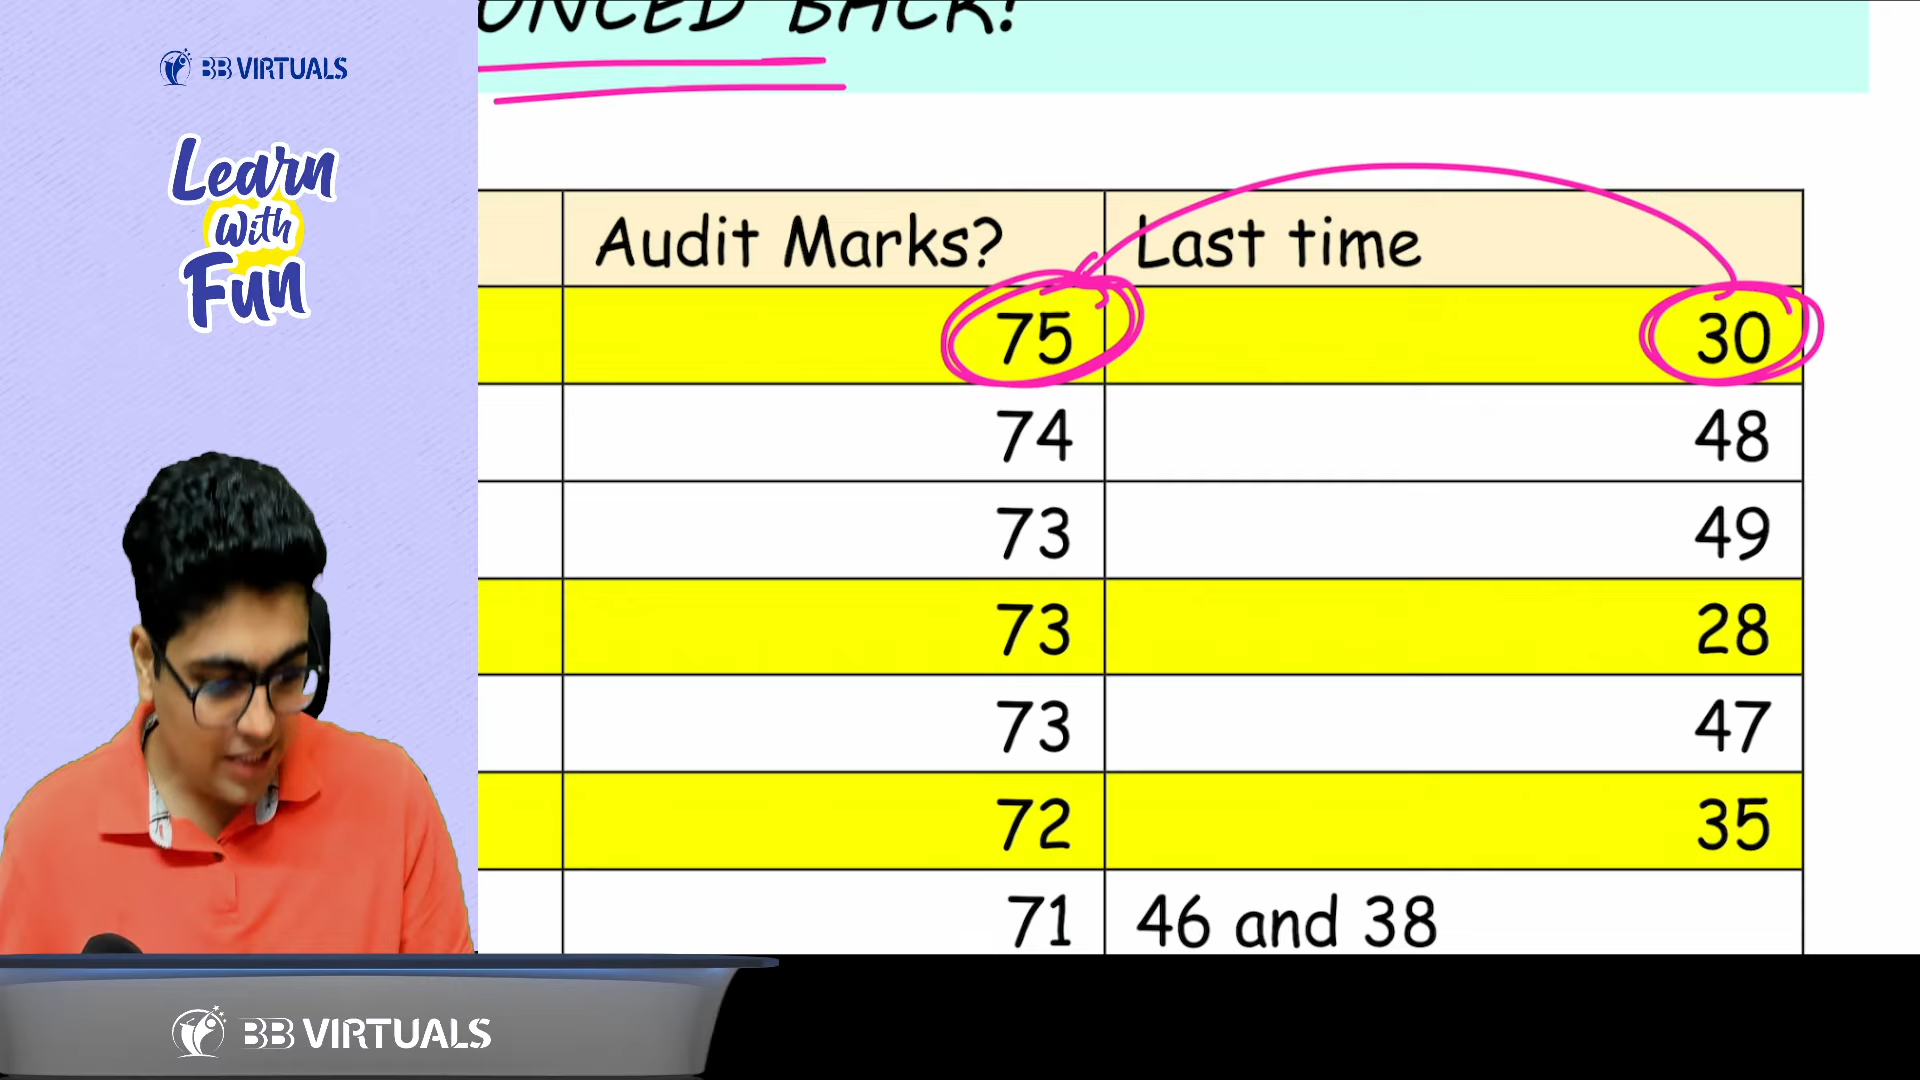 BB VIRTUALS
Learn
with
Fun
BACK!
Audit Marks? Last time
75 30
74 48
73 49
73 28
73 47
72 35
71 46 and 38
BB VIRTUALS